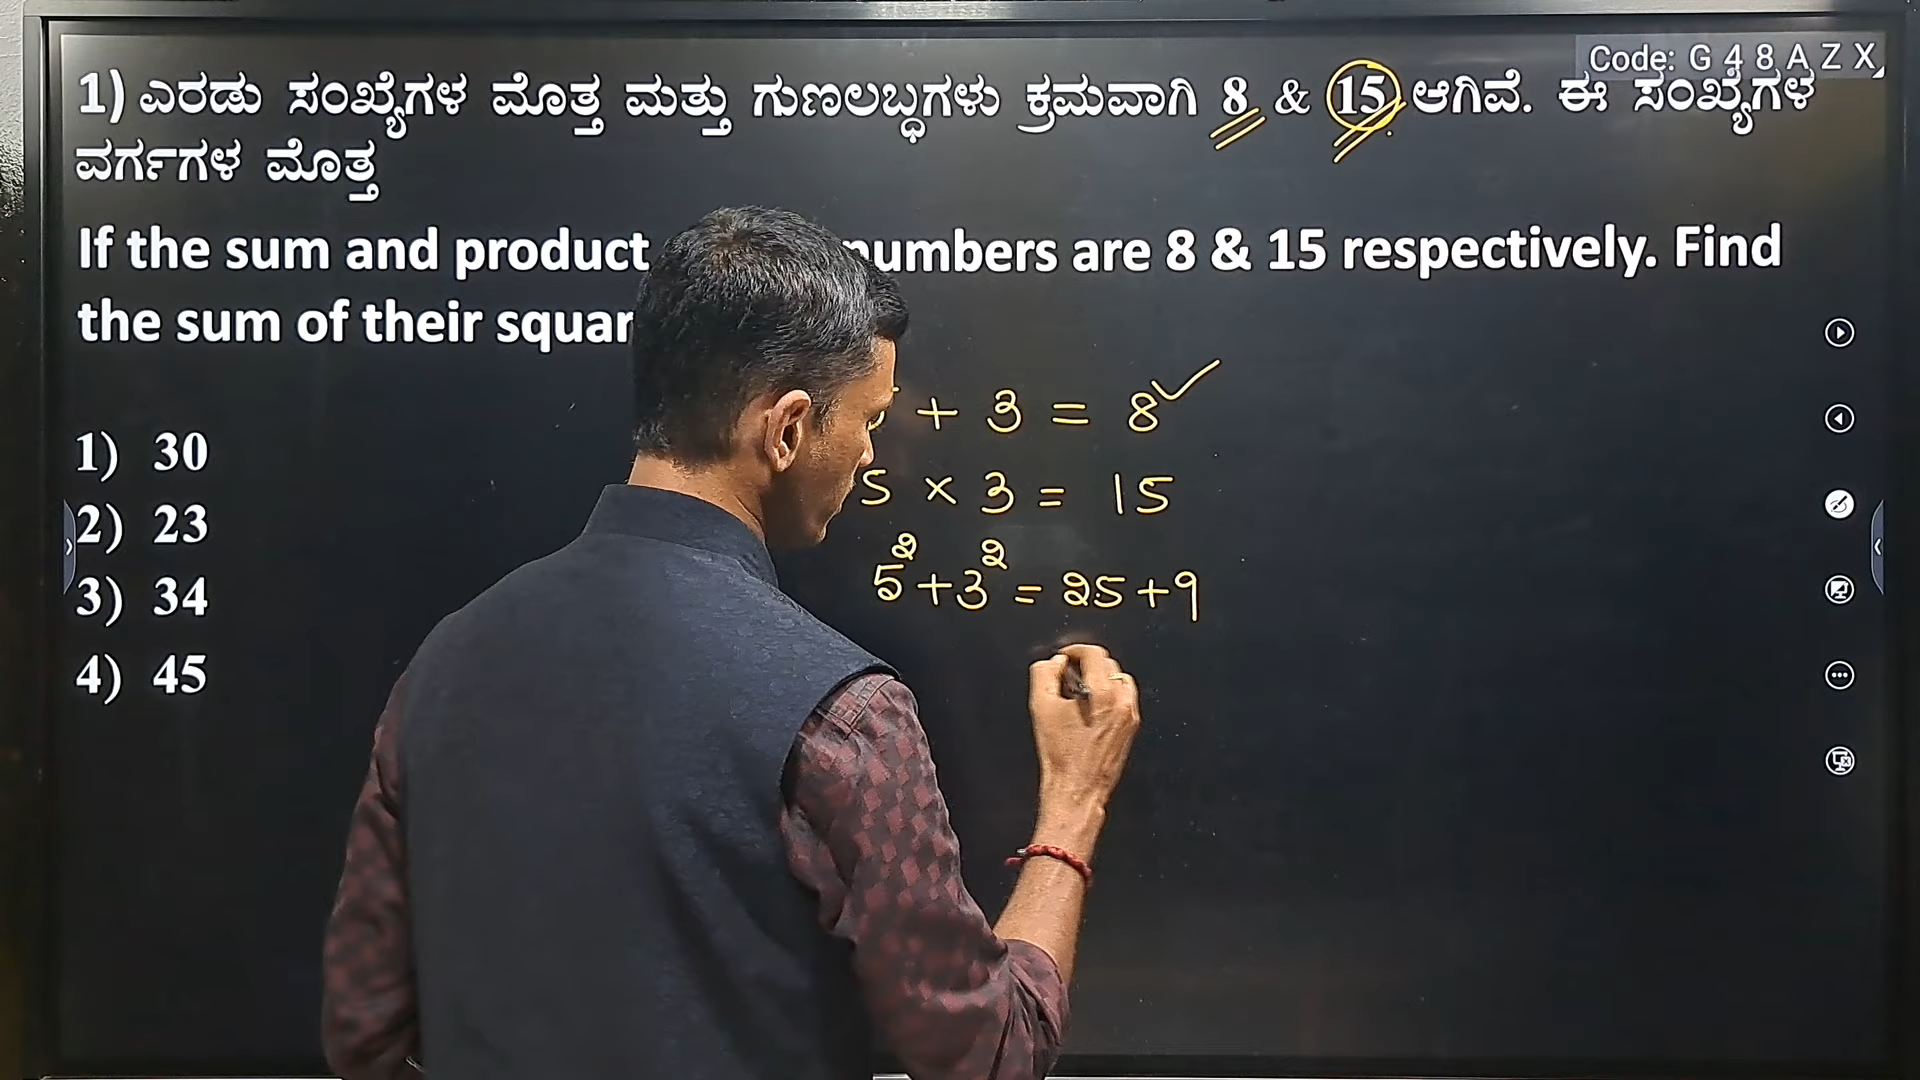 Code: G 4 8 A Z X
1) ಎರಡು ಸಂಖ್ಯೆಗಳ ಮೊತ್ತ ಮತ್ತು ಗುಣಲಬ್ಧಗಳು ಕ್ರಮವಾಗಿ 8 & 15 ಆಗಿವೆ. ಈ ಸಂಖ್ಯೆಗಳ
ವರ್ಗಗಳ ಮೊತ್ತ
If the sum and product numbers are 8 & 15 respectively. Find
the sum of their squar
+ 3 = 8
5 × 3 = 15
5² + 3² = 25 + 9
1) 30
2) 23
3) 34
4) 45